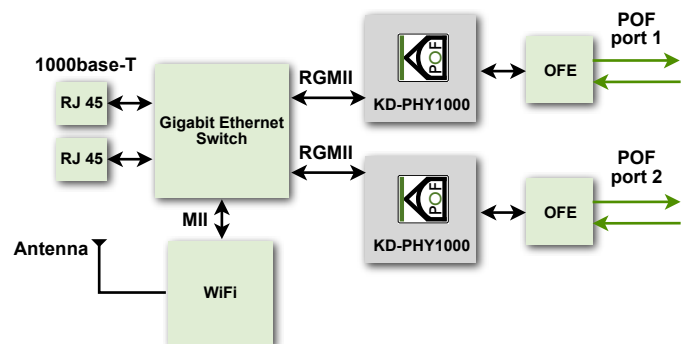 POF
port 1
1000base-T
RJ 45
RGMII
POF
KD-PHY1000
OFE
Gigabit Ethernet
Switch
RJ 45
RGMII
POF
KD-PHY1000
OFE
POF
port 2
MII
Antenna
WiFi